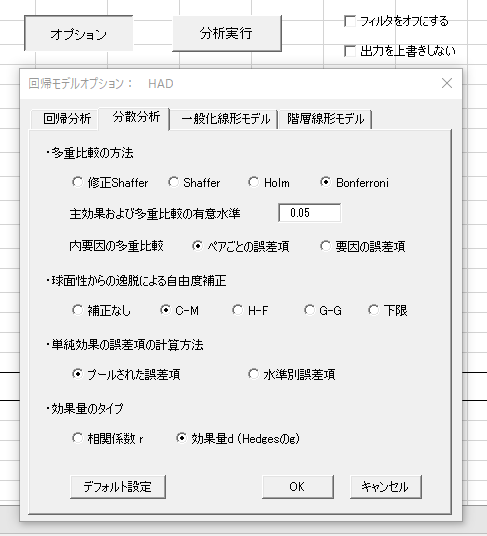 オプション 分析実行 フィルタをオフにする
出力を上書きしない
回帰モデルオプション： HAD
回帰分析 分散分析 一般化線形モデル 階層線形モデル
・多重比較の方法
修正Shaffer Shaffer Holm Bonferroni
主効果および多重比較の有意水準 0.05
内要因の多重比較 ペアごとの誤差項 要因の誤差項
・球面性からの逸脱による自由度補正
補正なし C-M H-F G-G 下限
・単純効果の誤差項の計算方法
プールされた誤差項 水準別誤差項
・効果量のタイプ
相関係数 r 効果量d (Hedgesのg)
デフォルト設定 OK キャンセル